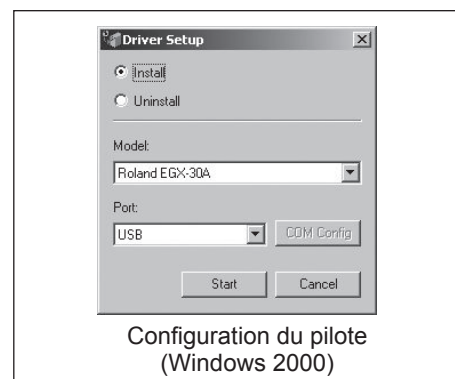 Driver Setup
Install
Uninstall
Model:
Roland EGX-30A
Port:
USB
COM Config
Start
Cancel
Configuration du pilote
(Windows 2000)